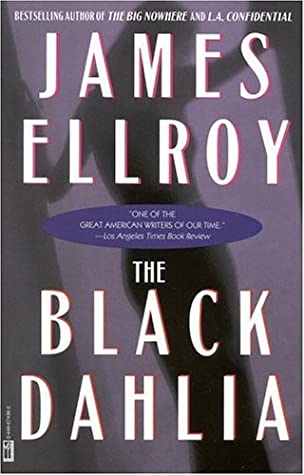 BESTSELLING AUTHOR OF THE BIG NOWHERE AND L.A. CONFIDENTIAL
JAMES
ELLROY
"ONE OF THE
GREAT AMERICAN WRITERS OF OUR TIME."
—Los Angeles Times Book Review
THE
BLACK
DAHLIA